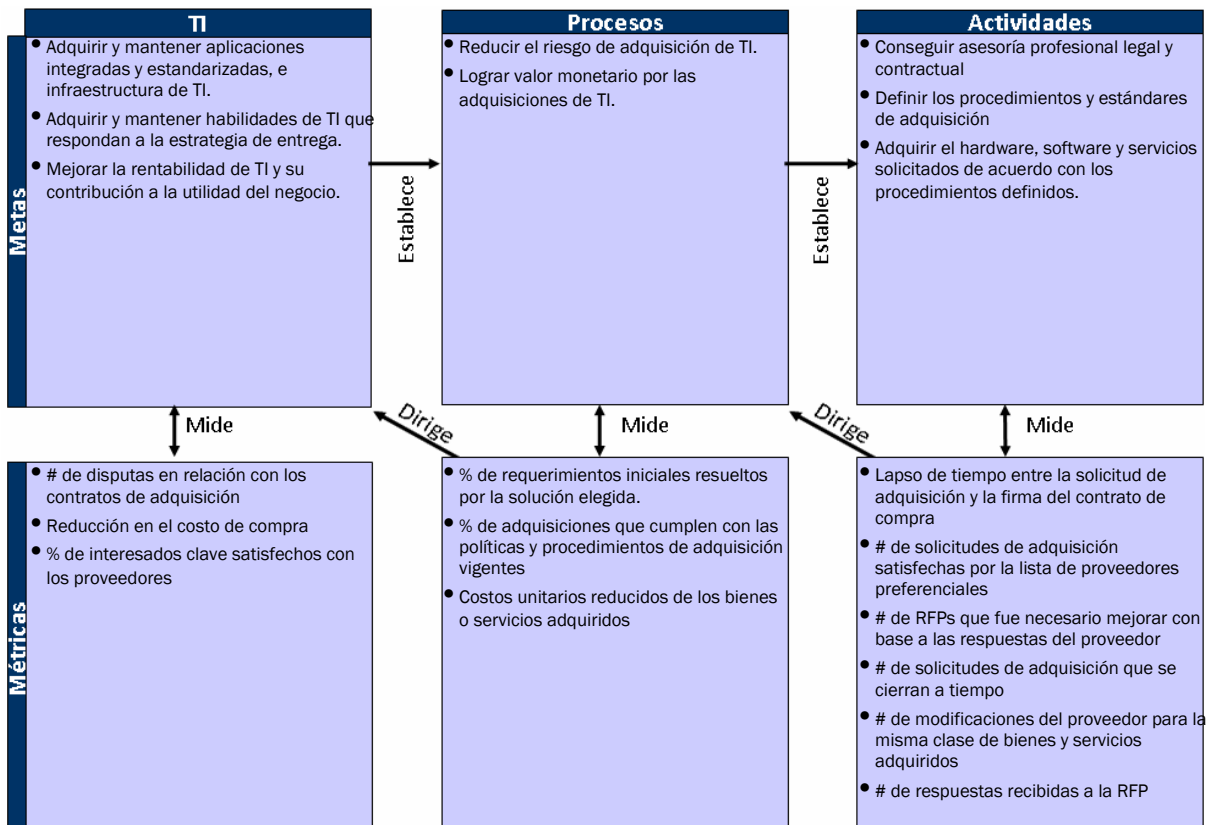 TI
Procesos
Actividades
Metas
• Adquirir y mantener aplicaciones
integradas y estandarizadas, e
infraestructura de TI.
• Adquirir y mantener habilidades de TI que
respondan a la estrategia de entrega.
• Mejorar la rentabilidad de TI y su
contribución a la utilidad del negocio.
Establece
• Reducir el riesgo de adquisición de TI.
• Lograr valor monetario por las
adquisiciones de TI.
Establece
• Conseguir asesoría profesional legal y
contractual
• Definir los procedimientos y estándares
de adquisición
• Adquirir el hardware, software y servicios
solicitados de acuerdo con los
procedimientos definidos.
Mide
Dirige
Mide
Dirige
Mide
Métricas
• # de disputas en relación con los
contratos de adquisición
• Reducción en el costo de compra
• % de interesados clave satisfechos con
los proveedores
• % de requerimientos iniciales resueltos
por la solución elegida.
• % de adquisiciones que cumplen con las
políticas y procedimientos de adquisición
vigentes
• Costos unitarios reducidos de los bienes
o servicios adquiridos
• Lapso de tiempo entre la solicitud de
adquisición y la firma del contrato de
compra
• # de solicitudes de adquisición
satisfechas por la lista de proveedores
preferenciales
• # de RFPs que fue necesario mejorar con
base a las respuestas del proveedor
• # de solicitudes de adquisición que se
cierran a tiempo
• # de modificaciones del proveedor para la
misma clase de bienes y servicios
adquiridos
• # de respuestas recibidas a la RFP